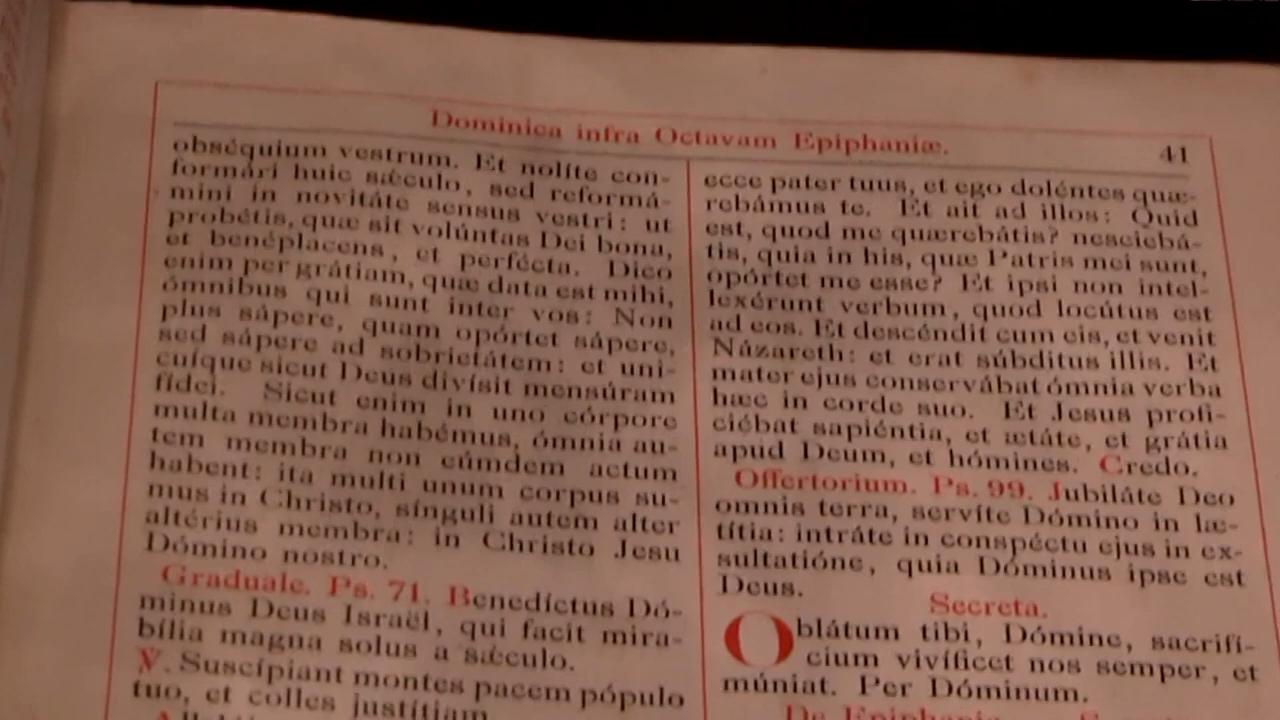 Dominica infra Octavam Epiphaniæ.
41
obséquium vestrum. Et nolíte con-
formári huic sǽculo, sed reformá-
mini in novitáte sensus vestri: ut
probétis, quæ sit volúntas Dei bona,
et benéplacens, et perfécta. Dico
enim per grátiam, quæ data est mihi,
ómnibus qui sunt inter vos: Non
plus sápere, quam opórtet sápere,
sed sápere ad sobrietátem: et uni-
cuíque sicut Deus divísit mensúram
fídei. Sicut enim in uno córpore
multa membra habémus, ómnia au-
tem membra non eúmdem actum
habent: ita multi unum corpus su-
mus in Christo, sínguli autem alter
altérius membra: in Christo Jesu
Dómino nostro.
Graduale. Ps. 71. Benedíctus Dó-
minus Deus Israël, qui facit mira-
bília magna solus a sǽculo.
℣. Suscípiant montes pacem pópulo
tuo, et colles justítiam.
ecce pater tuus, et ego doléntes quæ-
rebámus te. Et ait ad illos: Quid
est, quod me quærebátis? nesciebá-
tis, quia in his, quæ Patris mei sunt,
opórtet me esse? Et ipsi non intel-
lexérunt verbum, quod locútus est
ad eos. Et descéndit cum eis, et venit
Názareth: et erat súbditus illis. Et
mater ejus conservábat ómnia verba
hæc in corde suo. Et Jesus profi-
ciébat sapiéntia, et ætáte, et grátia
apud Deum, et hómines. Credo.
Offertorium. Ps. 99. Jubiláte Deo
omnis terra, servíte Dómino in læ-
títia: intráte in conspéctu ejus in ex-
sultatióne, quia Dóminus ipse est
Deus.
Secreta.
Oblátum tibi, Dómine, sacrifí-
cium vivíficet nos semper, et
múniat. Per Dóminum.
De Epiphania